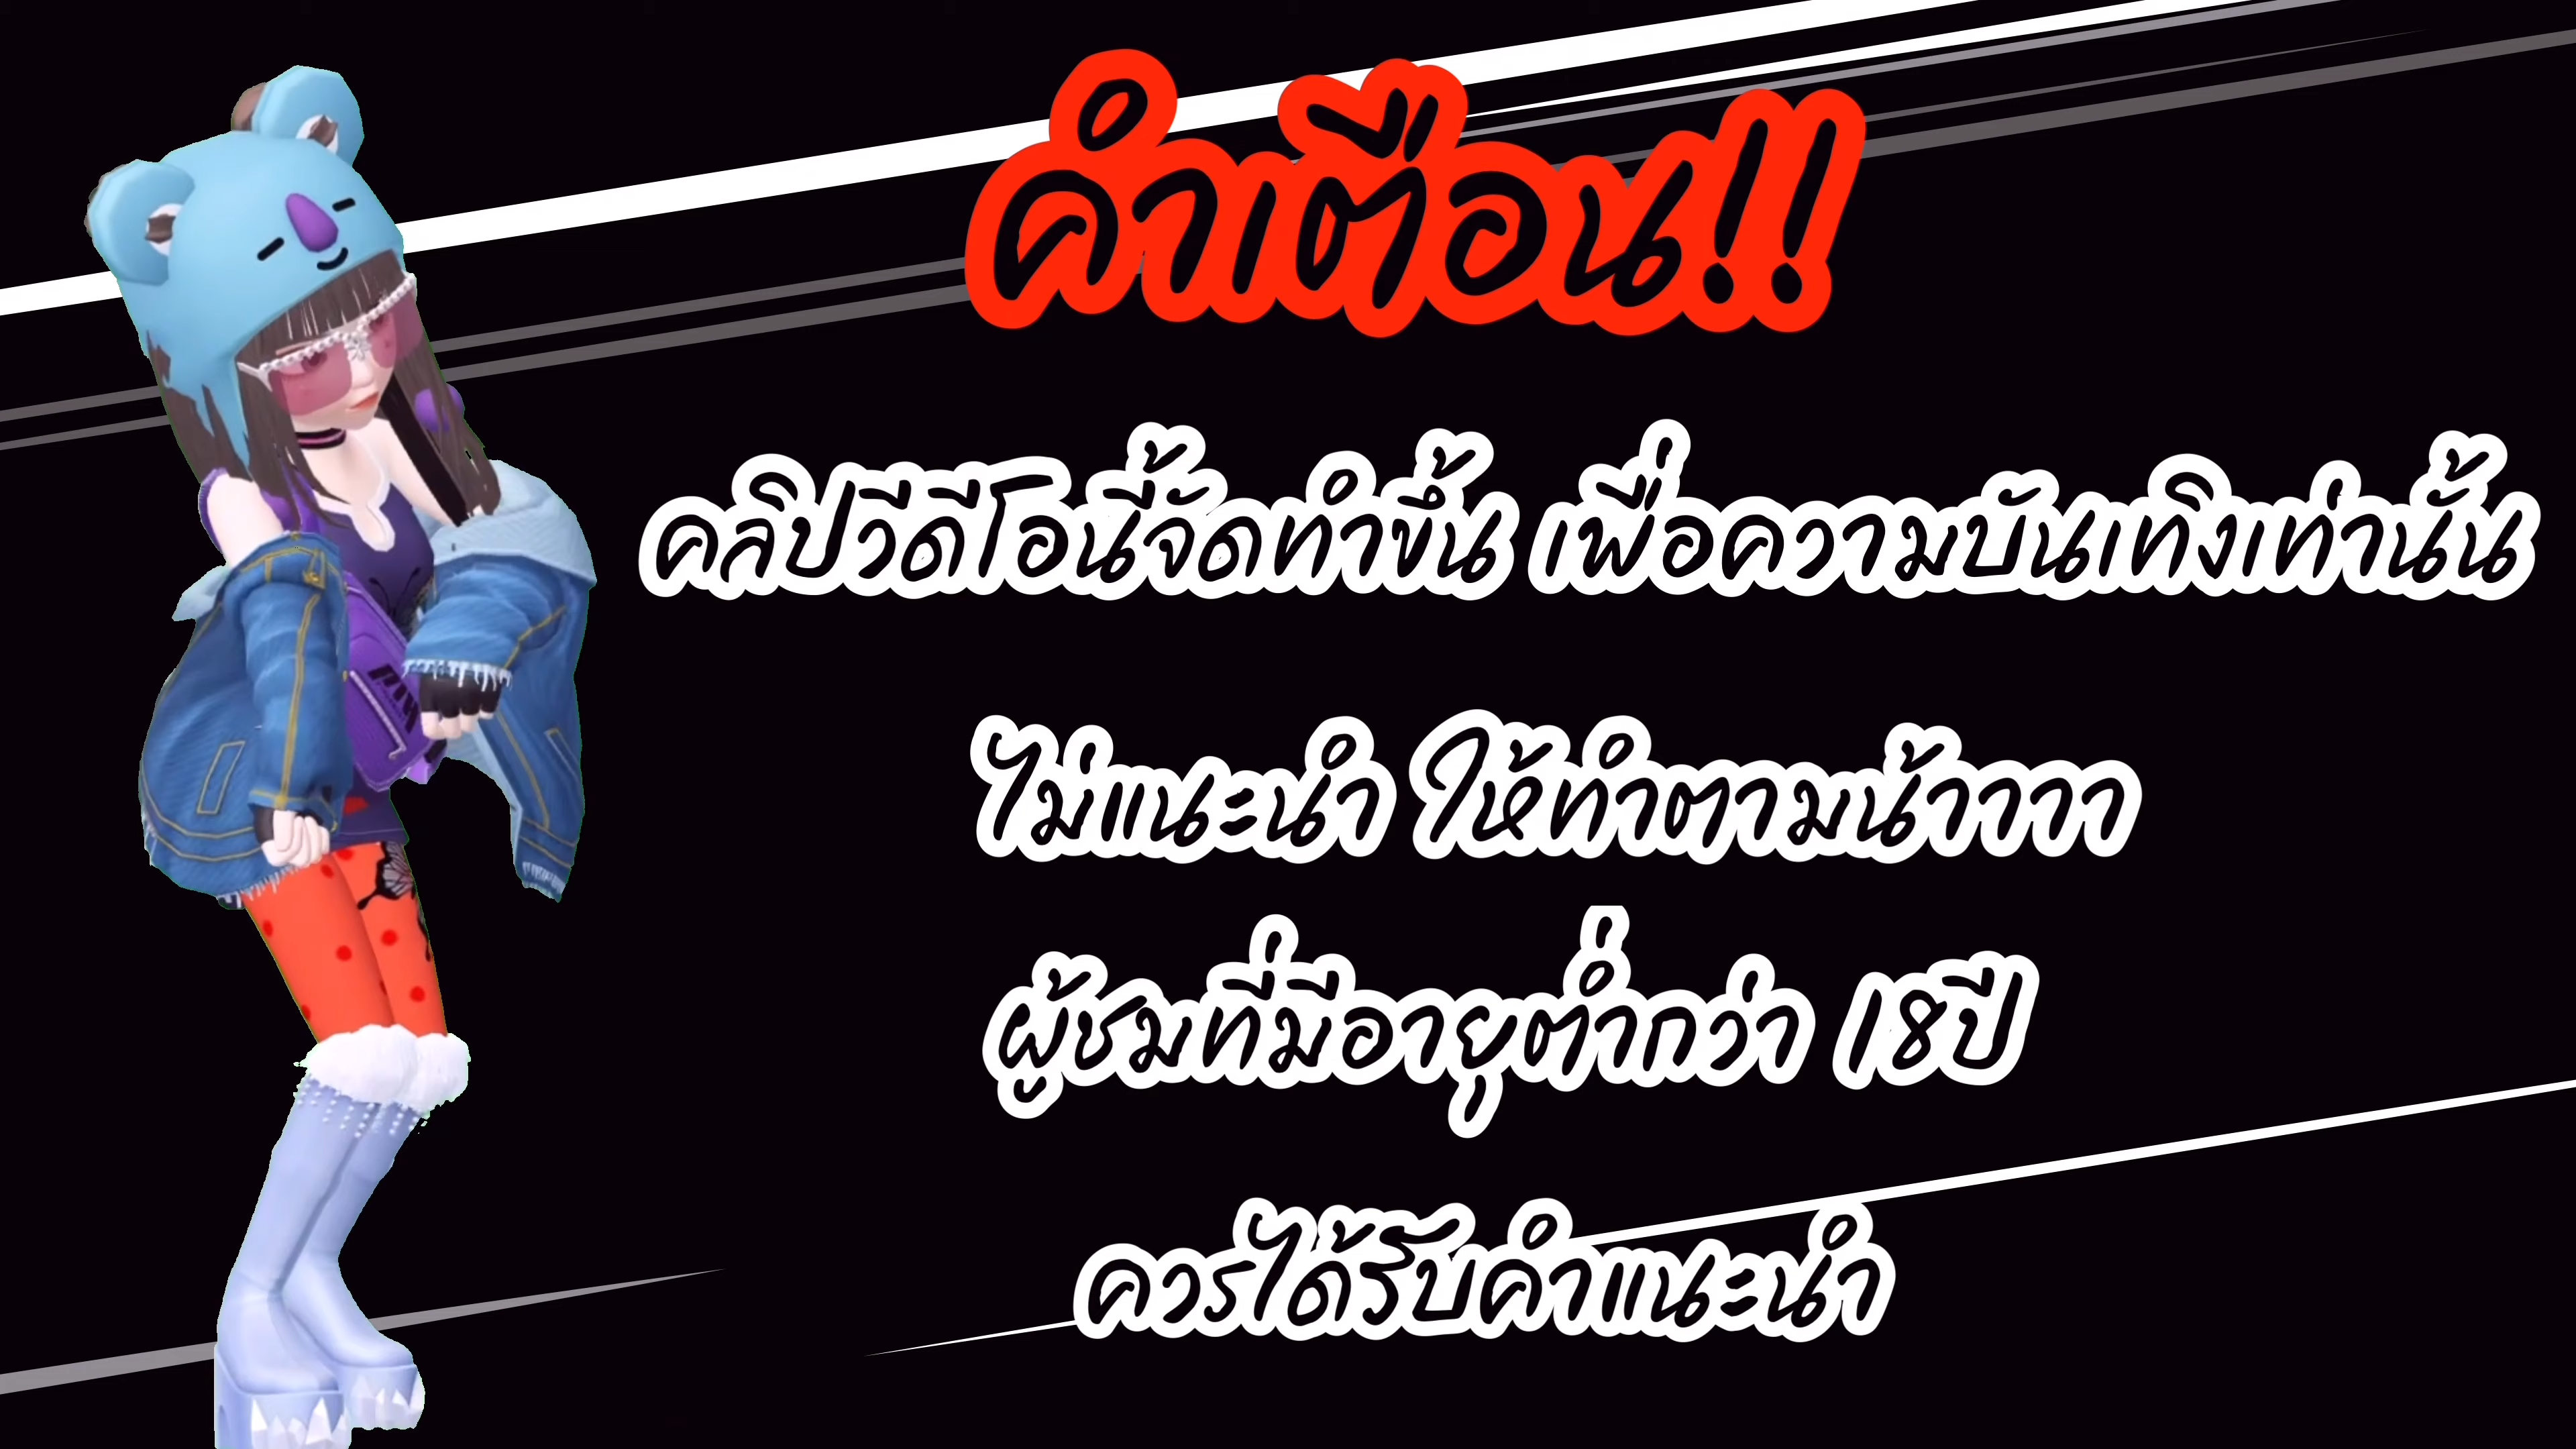 คำเตือน!!
คลิปวีดีโอนี้จัดทำขึ้น เพื่อความบันเทิงเท่านั้น
ไม่แนะนำ ให้ทำตามน้าาาา
ผู้ชมที่มีอายุต่ำกว่า 18ปี
ควรได้รับคำแนะนำ